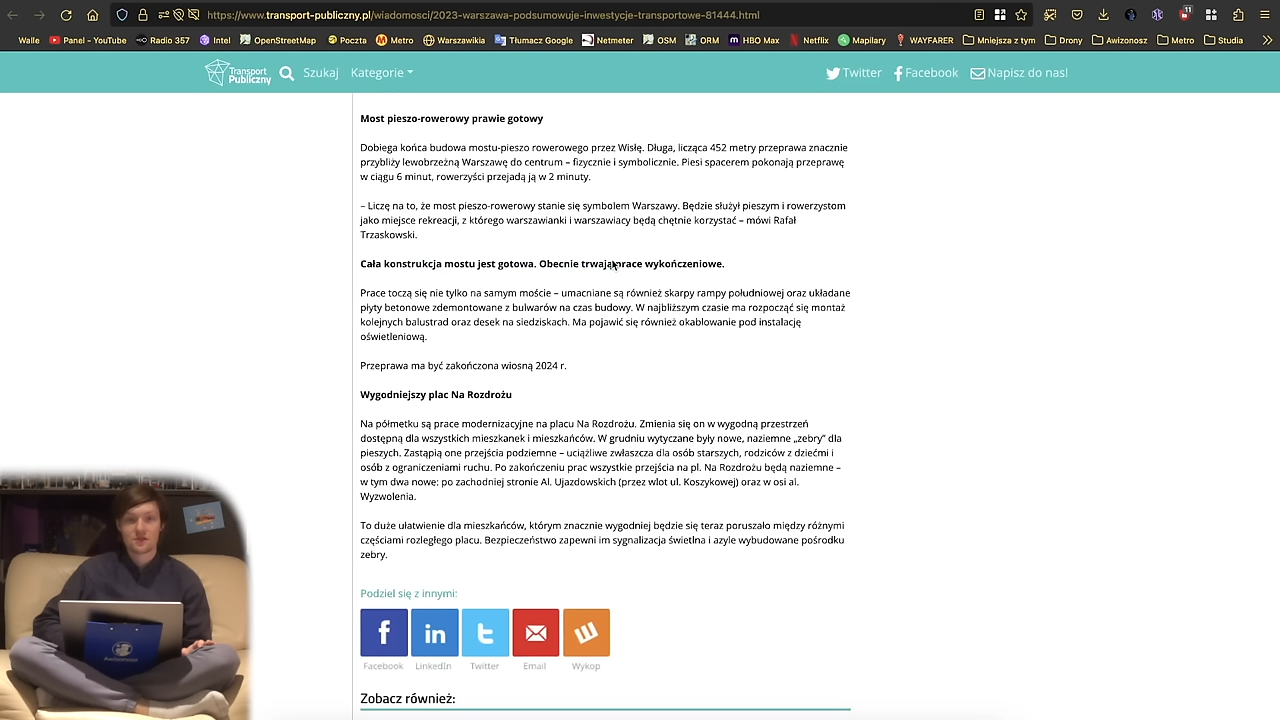 https://www.transport-publiczny.pl/wiadomosci/2023-warszawa-podsumowuje-inwestycje-transportowe-81444.html
11
Walle Panel - YouTube Radio 357 Intel OpenStreetMap Poczta Metro Warszawikia Tłumacz Google Netmeter OSM ORM HBO Max Netflix Mapilary WAYFARER Mniejsza z tym Drony Awizonosz Metro Studia
Transport Publiczny Szukaj Kategorie Twitter Facebook Napisz do nas!
Most pieszo-rowerowy prawie gotowy
Dobiega końca budowa mostu-pieszo rowerowego przez Wisłę. Długa, licząca 452 metry przeprawa znacznie
przybliży lewobrzeżną Warszawę do centrum – fizycznie i symbolicznie. Piesi spacerem pokonają przeprawę
w ciągu 6 minut, rowerzyści przejadą ją w 2 minuty.
– Liczę na to, że most pieszo-rowerowy stanie się symbolem Warszawy. Będzie służył pieszym i rowerzystom
jako miejsce rekreacji, z którego warszawianki i warszawiacy będą chętnie korzystać – mówi Rafał
Trzaskowski.
Cała konstrukcja mostu jest gotowa. Obecnie trwają prace wykończeniowe.
Prace toczą się nie tylko na samym moście – umacniane są również skarpy rampy południowej oraz układane
płyty betonowe zdemontowane z bulwarów na czas budowy. W najbliższym czasie ma rozpocząć się montaż
kolejnych balustrad oraz desek na siedziskach. Ma pojawić się również okablowanie pod instalację
oświetleniową.
Przeprawa ma być zakończona wiosną 2024 r.
Wygodniejszy plac Na Rozdrożu
Na półmetku są prace modernizacyjne na placu Na Rozdrożu. Zmienia się on w wygodną przestrzeń
dostępną dla wszystkich mieszkanek i mieszkańców. W grudniu wytyczane były nowe, naziemne „zebry” dla
pieszych. Zastąpią one przejścia podziemne – uciążliwe zwłaszcza dla osób starszych, rodziców z dziećmi i
osób z ograniczeniami ruchu. Po zakończeniu prac wszystkie przejścia na pl. Na Rozdrożu będą naziemne –
w tym dwa nowe: po zachodniej stronie Al. Ujazdowskich (przez wlot ul. Koszykowej) oraz w osi al.
Wyzwolenia.
To duże ułatwienie dla mieszkańców, którym znacznie wygodniej będzie się teraz poruszało między różnymi
częściami rozległego placu. Bezpieczeństwo zapewni im sygnalizacja świetlna i azyle wybudowane pośrodku
zebry.
Podziel się z innymi:
Facebook LinkedIn Twitter Email Wykop
Zobacz również:
Awizonosz